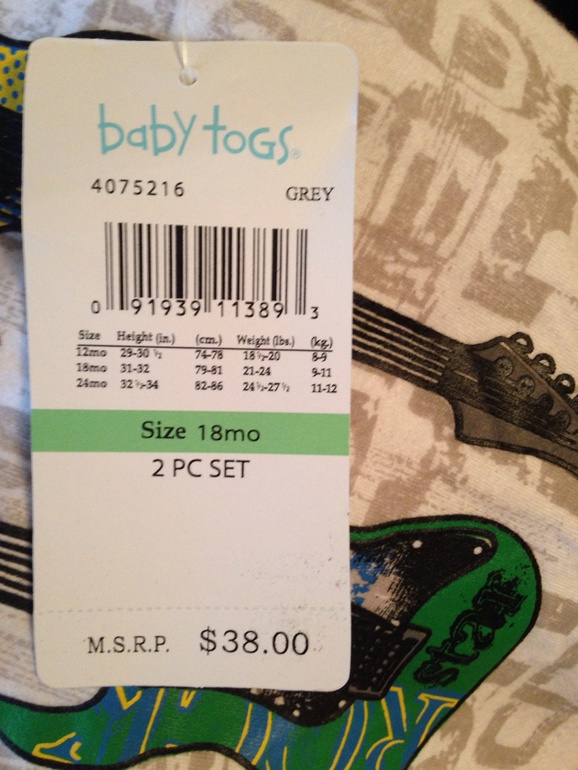 baby togs®
4075216 GREY
0 91939 11389 3
Size Height (in.) (cm.) Weight (lbs.) (kg.)
12mo 29-30 ½ 74-78 18 ½-20 8-9
18mo 31-32 79-81 21-24 9-11
24mo 32 ½-34 82-86 24 ½-27 ½ 11-12
Size 18mo
2 PC SET
M.S.R.P. $38.00